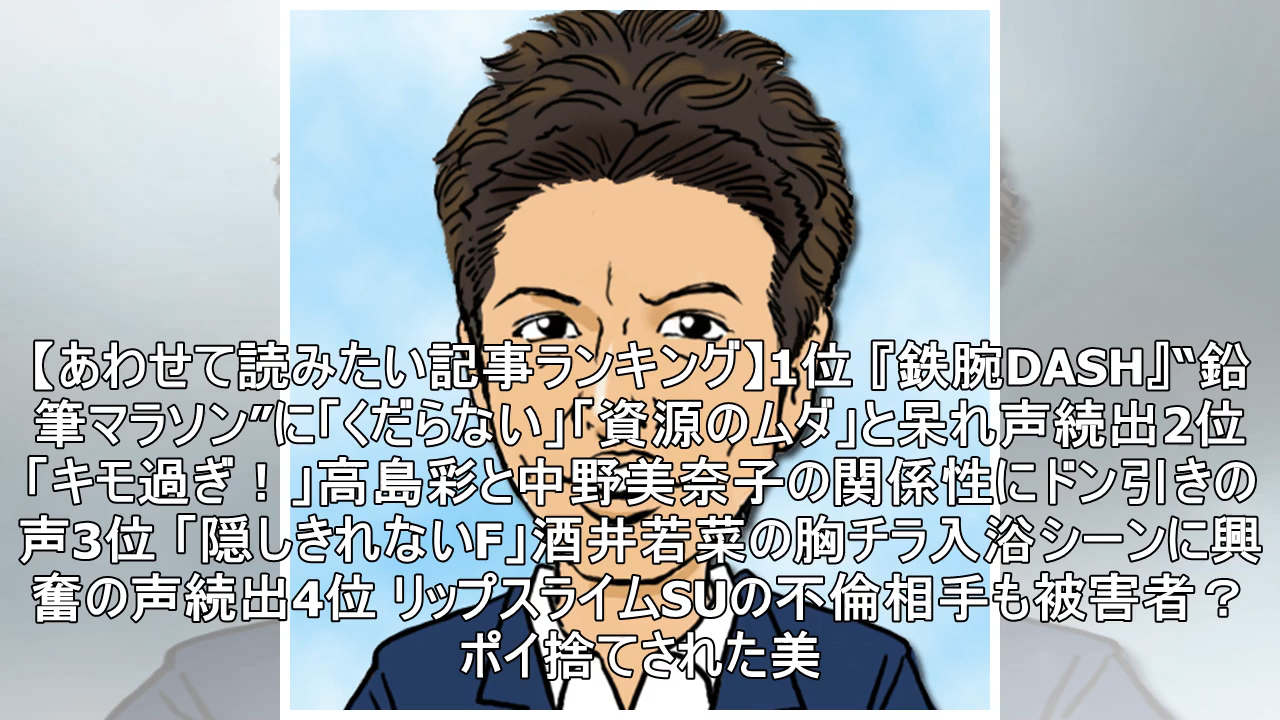 【あわせて読みたい記事ランキング】1位 『鉄腕DASH』“鉛
筆マラソン”に「くだらない」「資源のムダ」と呆れ声続出2位
「キモ過ぎ！」高島彩と中野美奈子の関係性にドン引きの
声3位 「隠しきれないF」酒井若菜の胸チラ入浴シーンに興
奮の声続出4位 リップスライムSUの不倫相手も被害者？
ポイ捨てされた美